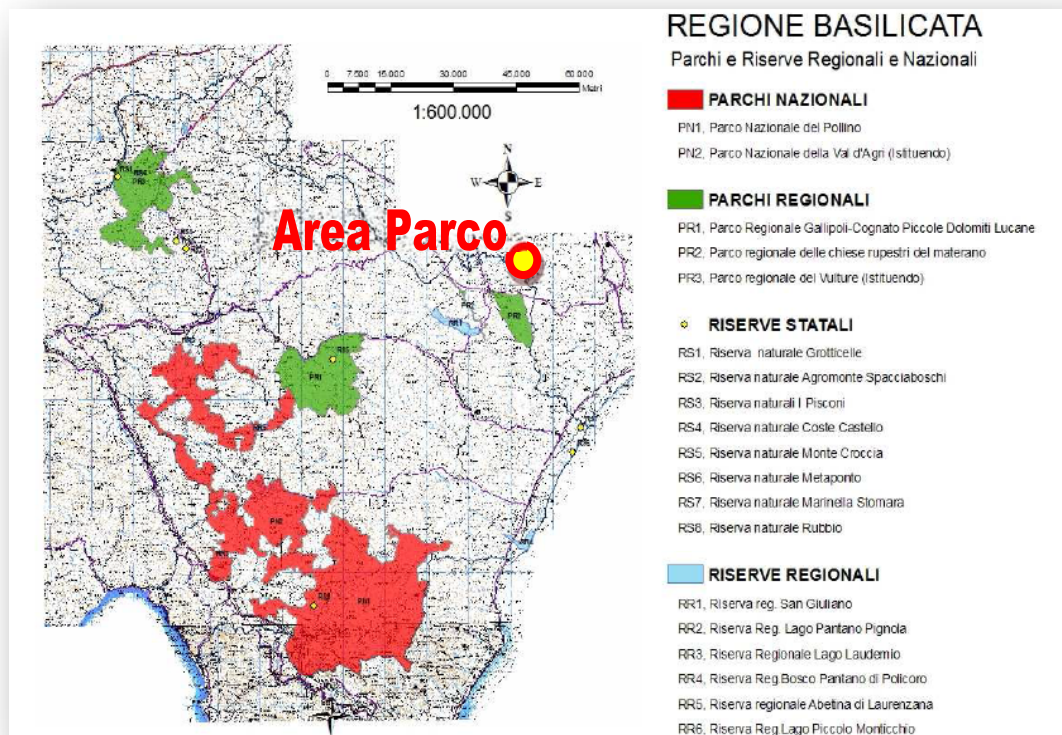 REGIONE BASILICATA
Parchi e Riserve Regionali e Nazionali
0 7.500 15.000 30.000 45.000 60.000
Metri
1:600.000
N
W E
S
Area Parco
PARCHI NAZIONALI
PN1, Parco Nazionale del Pollino
PN2, Parco Nazionale della Val d'Agri (Istituendo)
PARCHI REGIONALI
PR1, Parco Regionale Gallipoli-Cognato Piccole Dolomiti Lucane
PR2, Parco regionale delle chiese rupestri del materano
PR3, Parco regionale del Vulture (Istituendo)
RISERVE STATALI
RS1, Riserva naturale Grotticelle
RS2, Riserva naturale Agromonte Spacciaboschi
RS3, Riserva naturali I Pisconi
RS4, Riserva naturale Coste Castello
RS5, Riserva naturale Monte Croccia
RS6, Riserva naturale Metaponto
RS7, Riserva naturale Marinella Stornara
RS8, Riserva naturale Rubbio
RISERVE REGIONALI
RR1, Riserva reg. San Giuliano
RR2, Riserva Reg. Lago Pantano Pignola
RR3, Riserva Regionale Lago Laudemio
RR4, Riserva Reg.Bosco Pantano di Policoro
RR5, Riserva regionale Abetina di Laurenzana
RR6, Riserva Reg.Lago Piccolo Monticchio
PR3
PR2
RR1
PR1
PN2